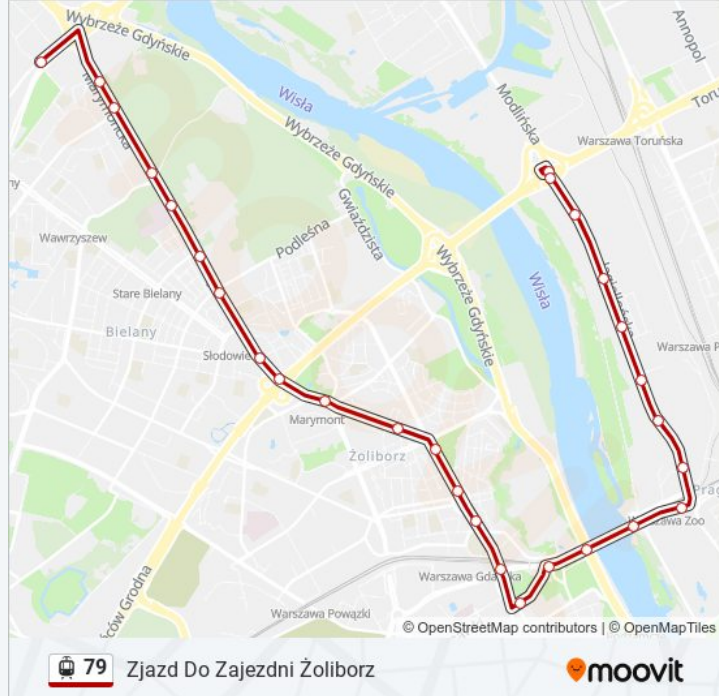 Wybrzeże Gdyńskie
Annopol
Marymoncka
Wisła
Modlińska
Wybrzeże Gdyńskie
Warszawa Toruńska
Gwiaździsta
Podleśna
Wawrzyszew
Wybrzeże Gdyńskie
Wisła
Jagiellońska
Stare Bielany
Bielany
Słodowie
Warszawa P
Marymont
Żoliborz
Prag
Warszawa Zoo
Warszawa Gdańska
Warszawa Powązki
ców Grodna
© OpenStreetMap contributors | © OpenMapTiles
79 Zjazd Do Zajezdni Żoliborz
moovit